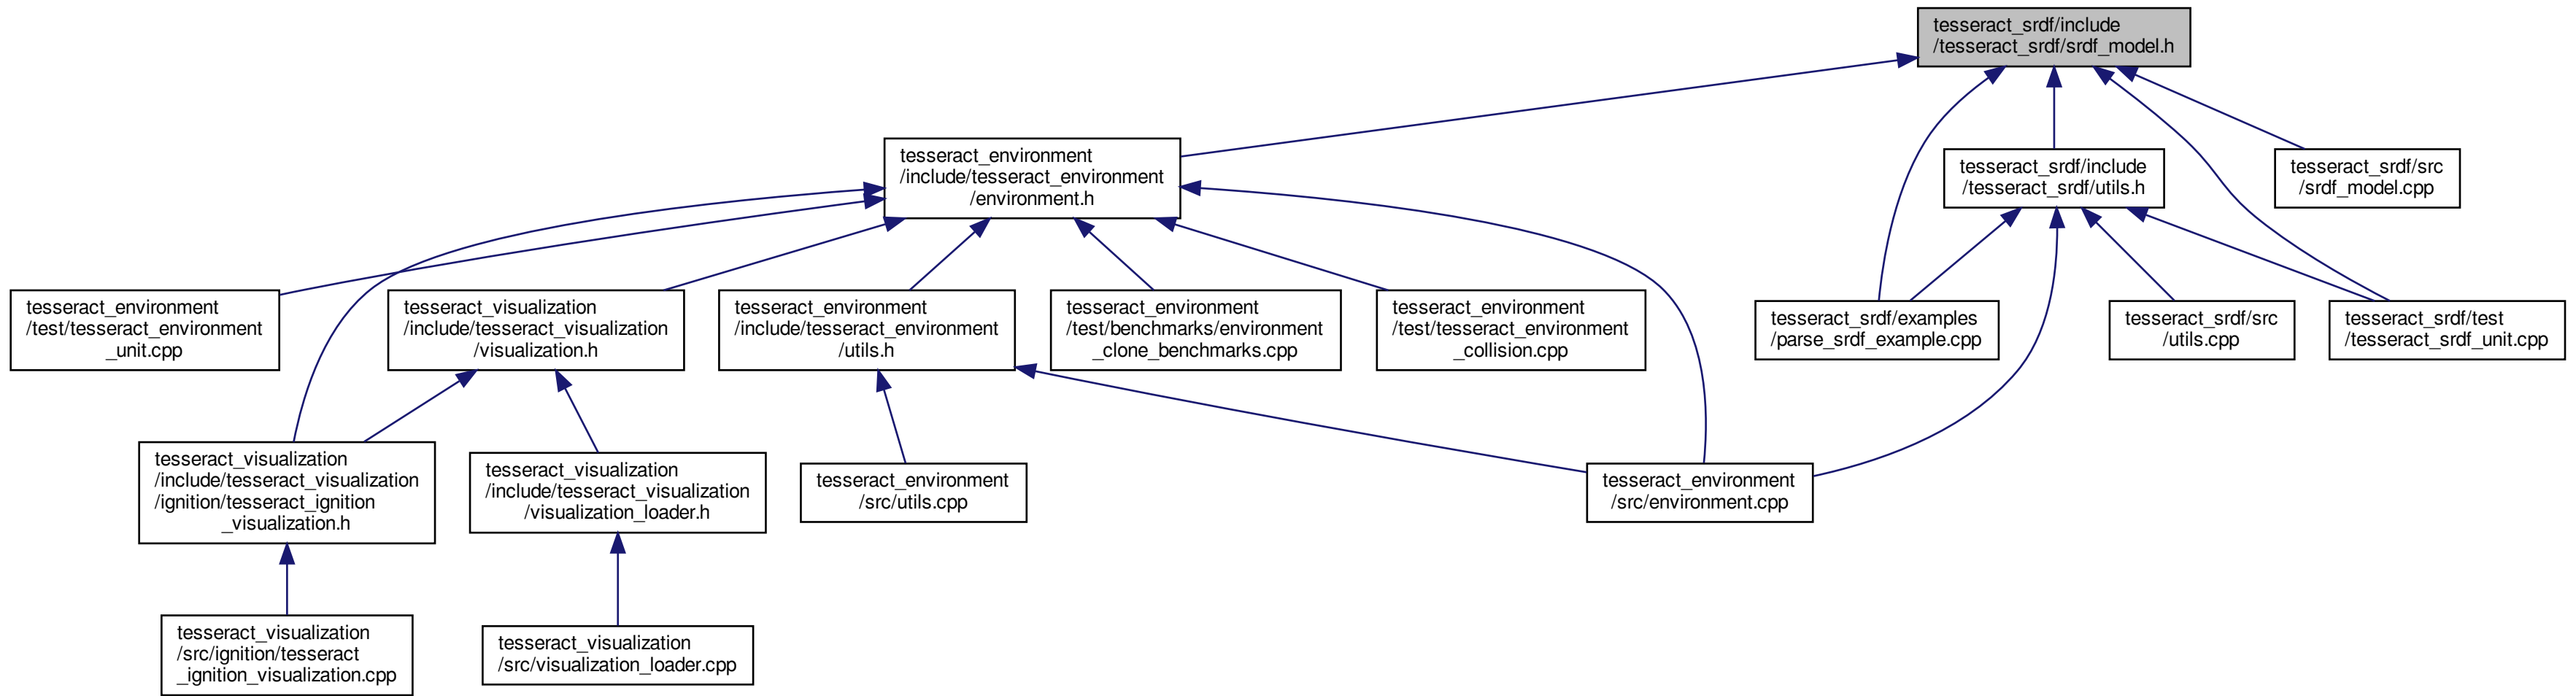 tesseract_srdf/include
/tesseract_srdf/srdf_model.h
tesseract_environment
/include/tesseract_environment
/environment.h
tesseract_srdf/include
/tesseract_srdf/utils.h
tesseract_srdf/src
/srdf_model.cpp
tesseract_environment
/test/tesseract_environment
_unit.cpp
tesseract_visualization
/include/tesseract_visualization
/visualization.h
tesseract_environment
/include/tesseract_environment
/utils.h
tesseract_environment
/test/benchmarks/environment
_clone_benchmarks.cpp
tesseract_environment
/test/tesseract_environment
_collision.cpp
tesseract_srdf/examples
/parse_srdf_example.cpp
tesseract_srdf/src
/utils.cpp
tesseract_srdf/test
/tesseract_srdf_unit.cpp
tesseract_visualization
/include/tesseract_visualization
/ignition/tesseract_ignition
_visualization.h
tesseract_visualization
/include/tesseract_visualization
/visualization_loader.h
tesseract_environment
/src/utils.cpp
tesseract_environment
/src/environment.cpp
tesseract_visualization
/src/ignition/tesseract
_ignition_visualization.cpp
tesseract_visualization
/src/visualization_loader.cpp